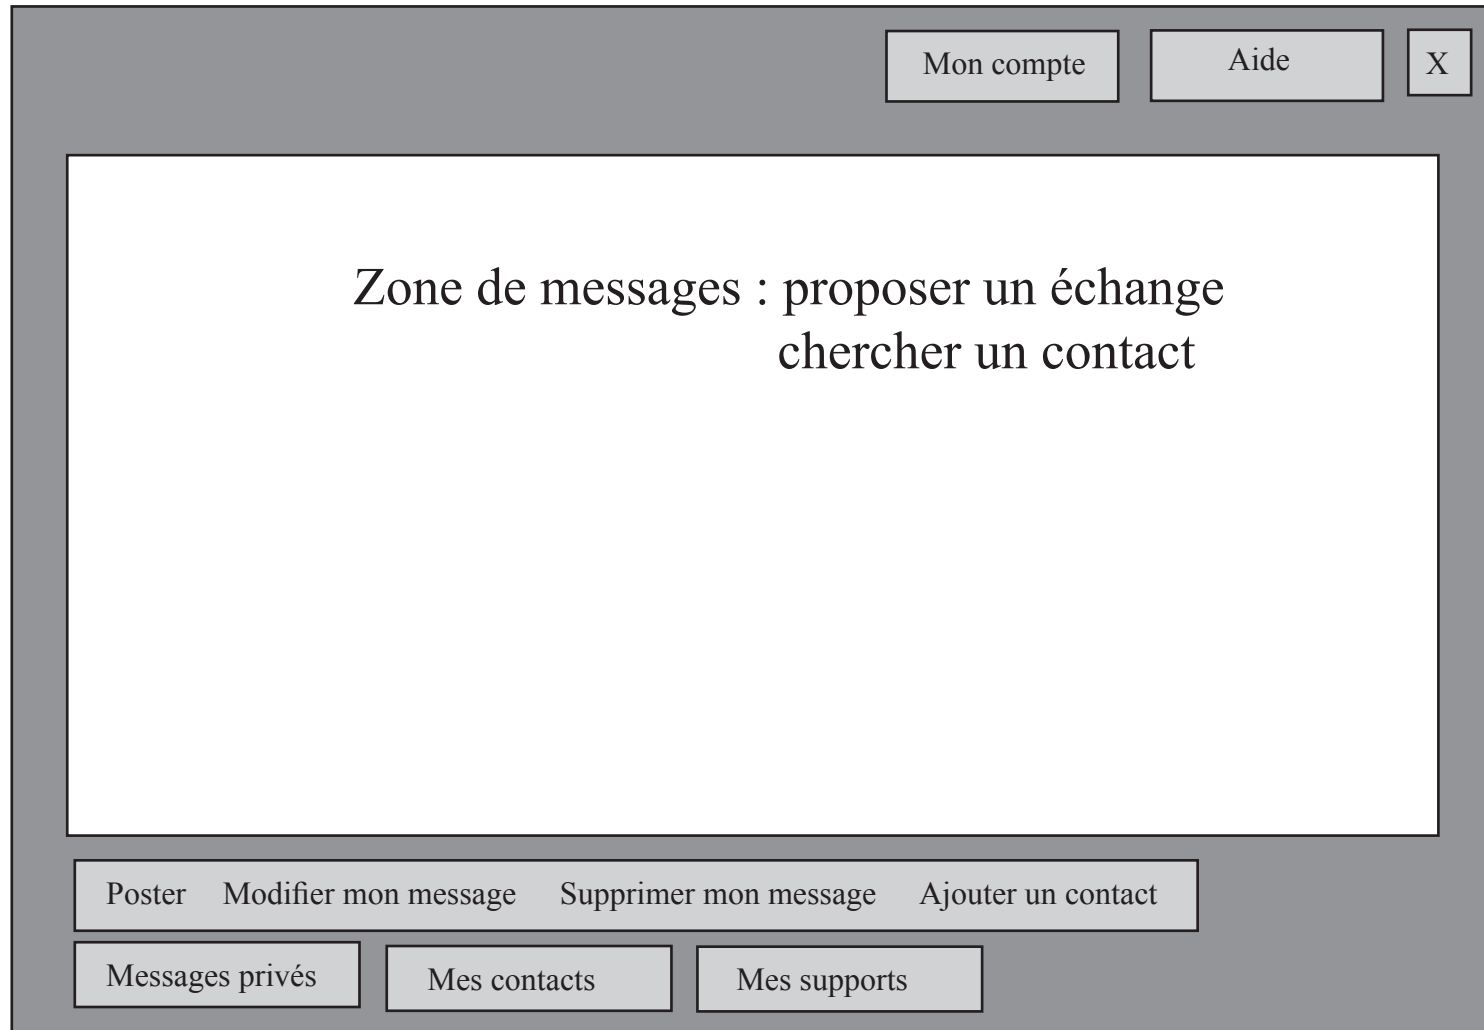 Mon compte Aide X
Zone de messages : proposer un échange
chercher un contact
Poster Modifier mon message Supprimer mon message Ajouter un contact
Messages privés Mes contacts Mes supports